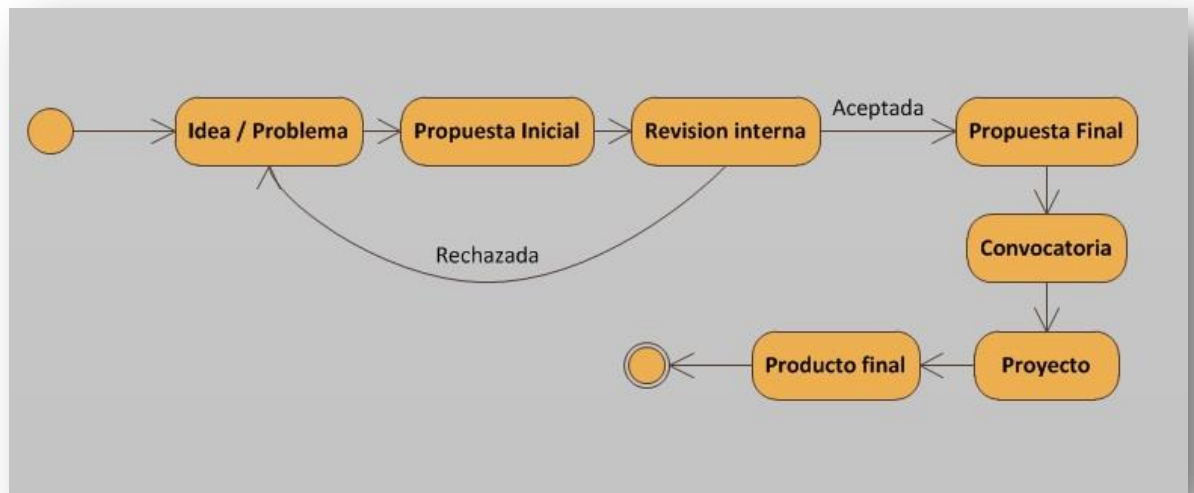 Idea / Problema
Propuesta Inicial
Revision interna
Aceptada
Propuesta Final
Rechazada
Convocatoria
Producto final
Proyecto